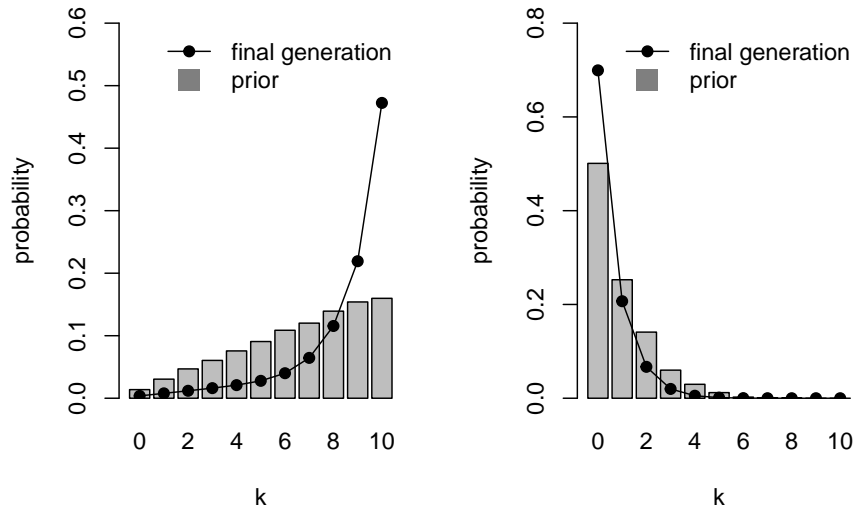 probability
0.0 0.1 0.2 0.3 0.4 0.5 0.6
final generation
prior
0 2 4 6 8 10
k
probability
0.0 0.2 0.4 0.6 0.8
final generation
prior
0 2 4 6 8 10
k